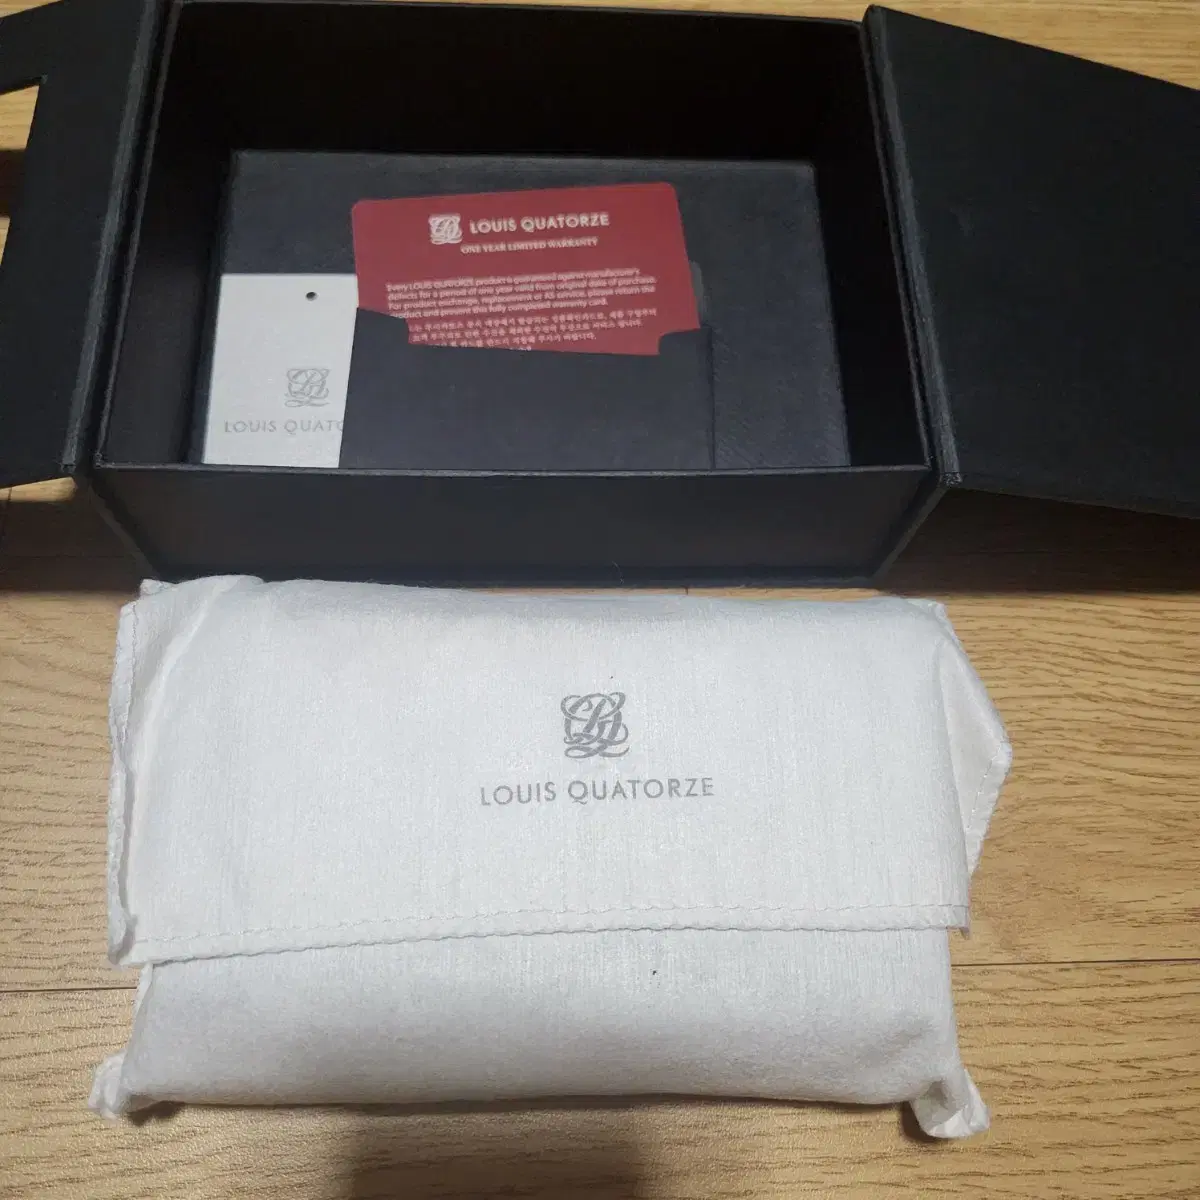 LOUIS QUATORZE
ONE YEAR LIMITED WARRANTY
Every LOUIS QUATORZE product is guaranteed against manufacturer's
defects for a period of one year valid from original date of purchase.
For product exchange, replacement or AS service, please return the
product and present this fully completed warranty card.
LOUIS QUATO
LOUIS QUATORZE